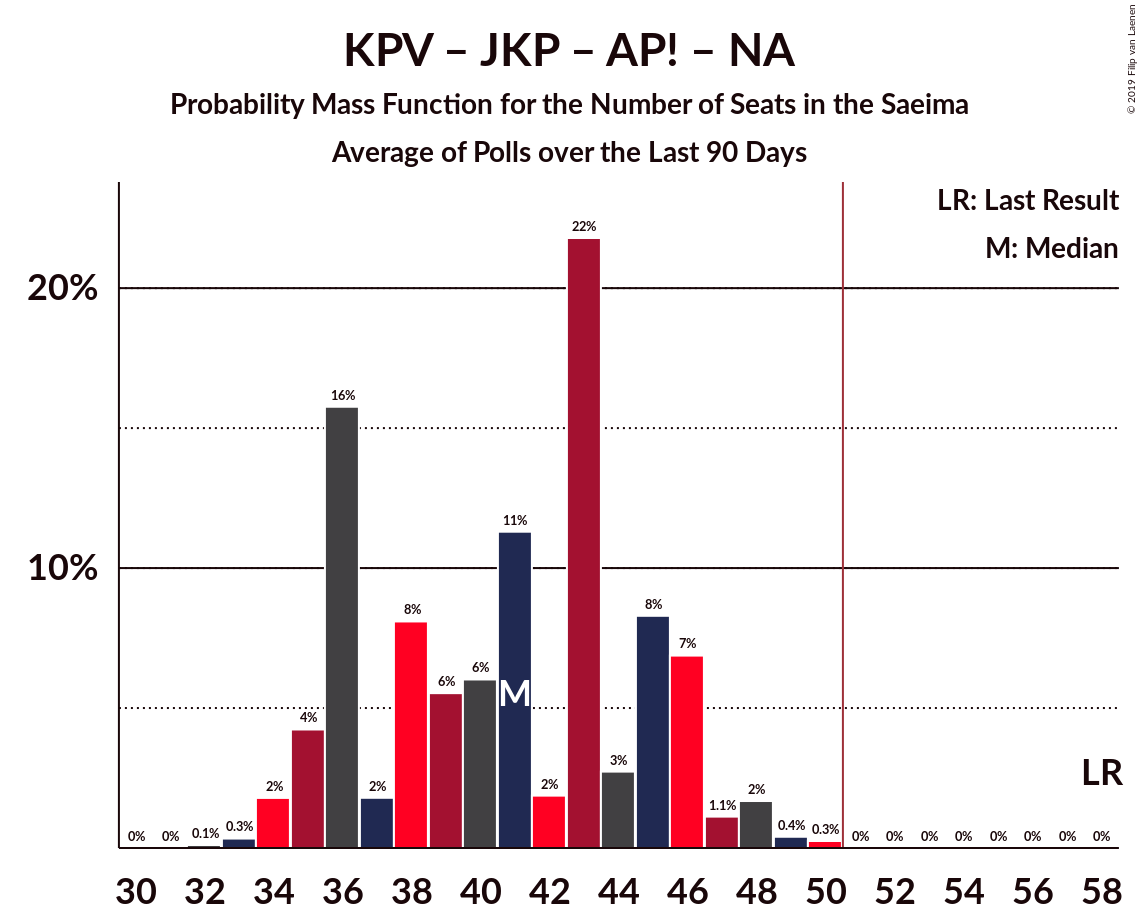 KPV – JKP – AP! – NA
Probability Mass Function for the Number of Seats in the Saeima
Average of Polls over the Last 90 Days
© 2019 Filip van Laenen
LR: Last Result
M: Median
20%
10%
0% 0% 0.1% 0.3% 2% 4% 16% 2% 8% 6% 6% 11% 2% 22% 3% 8% 7% 1.1% 2% 0.4% 0.3% 0% 0% 0% 0% 0% 0% 0% 0%
M
LR
30 32 34 36 38 40 42 44 46 48 50 52 54 56 58